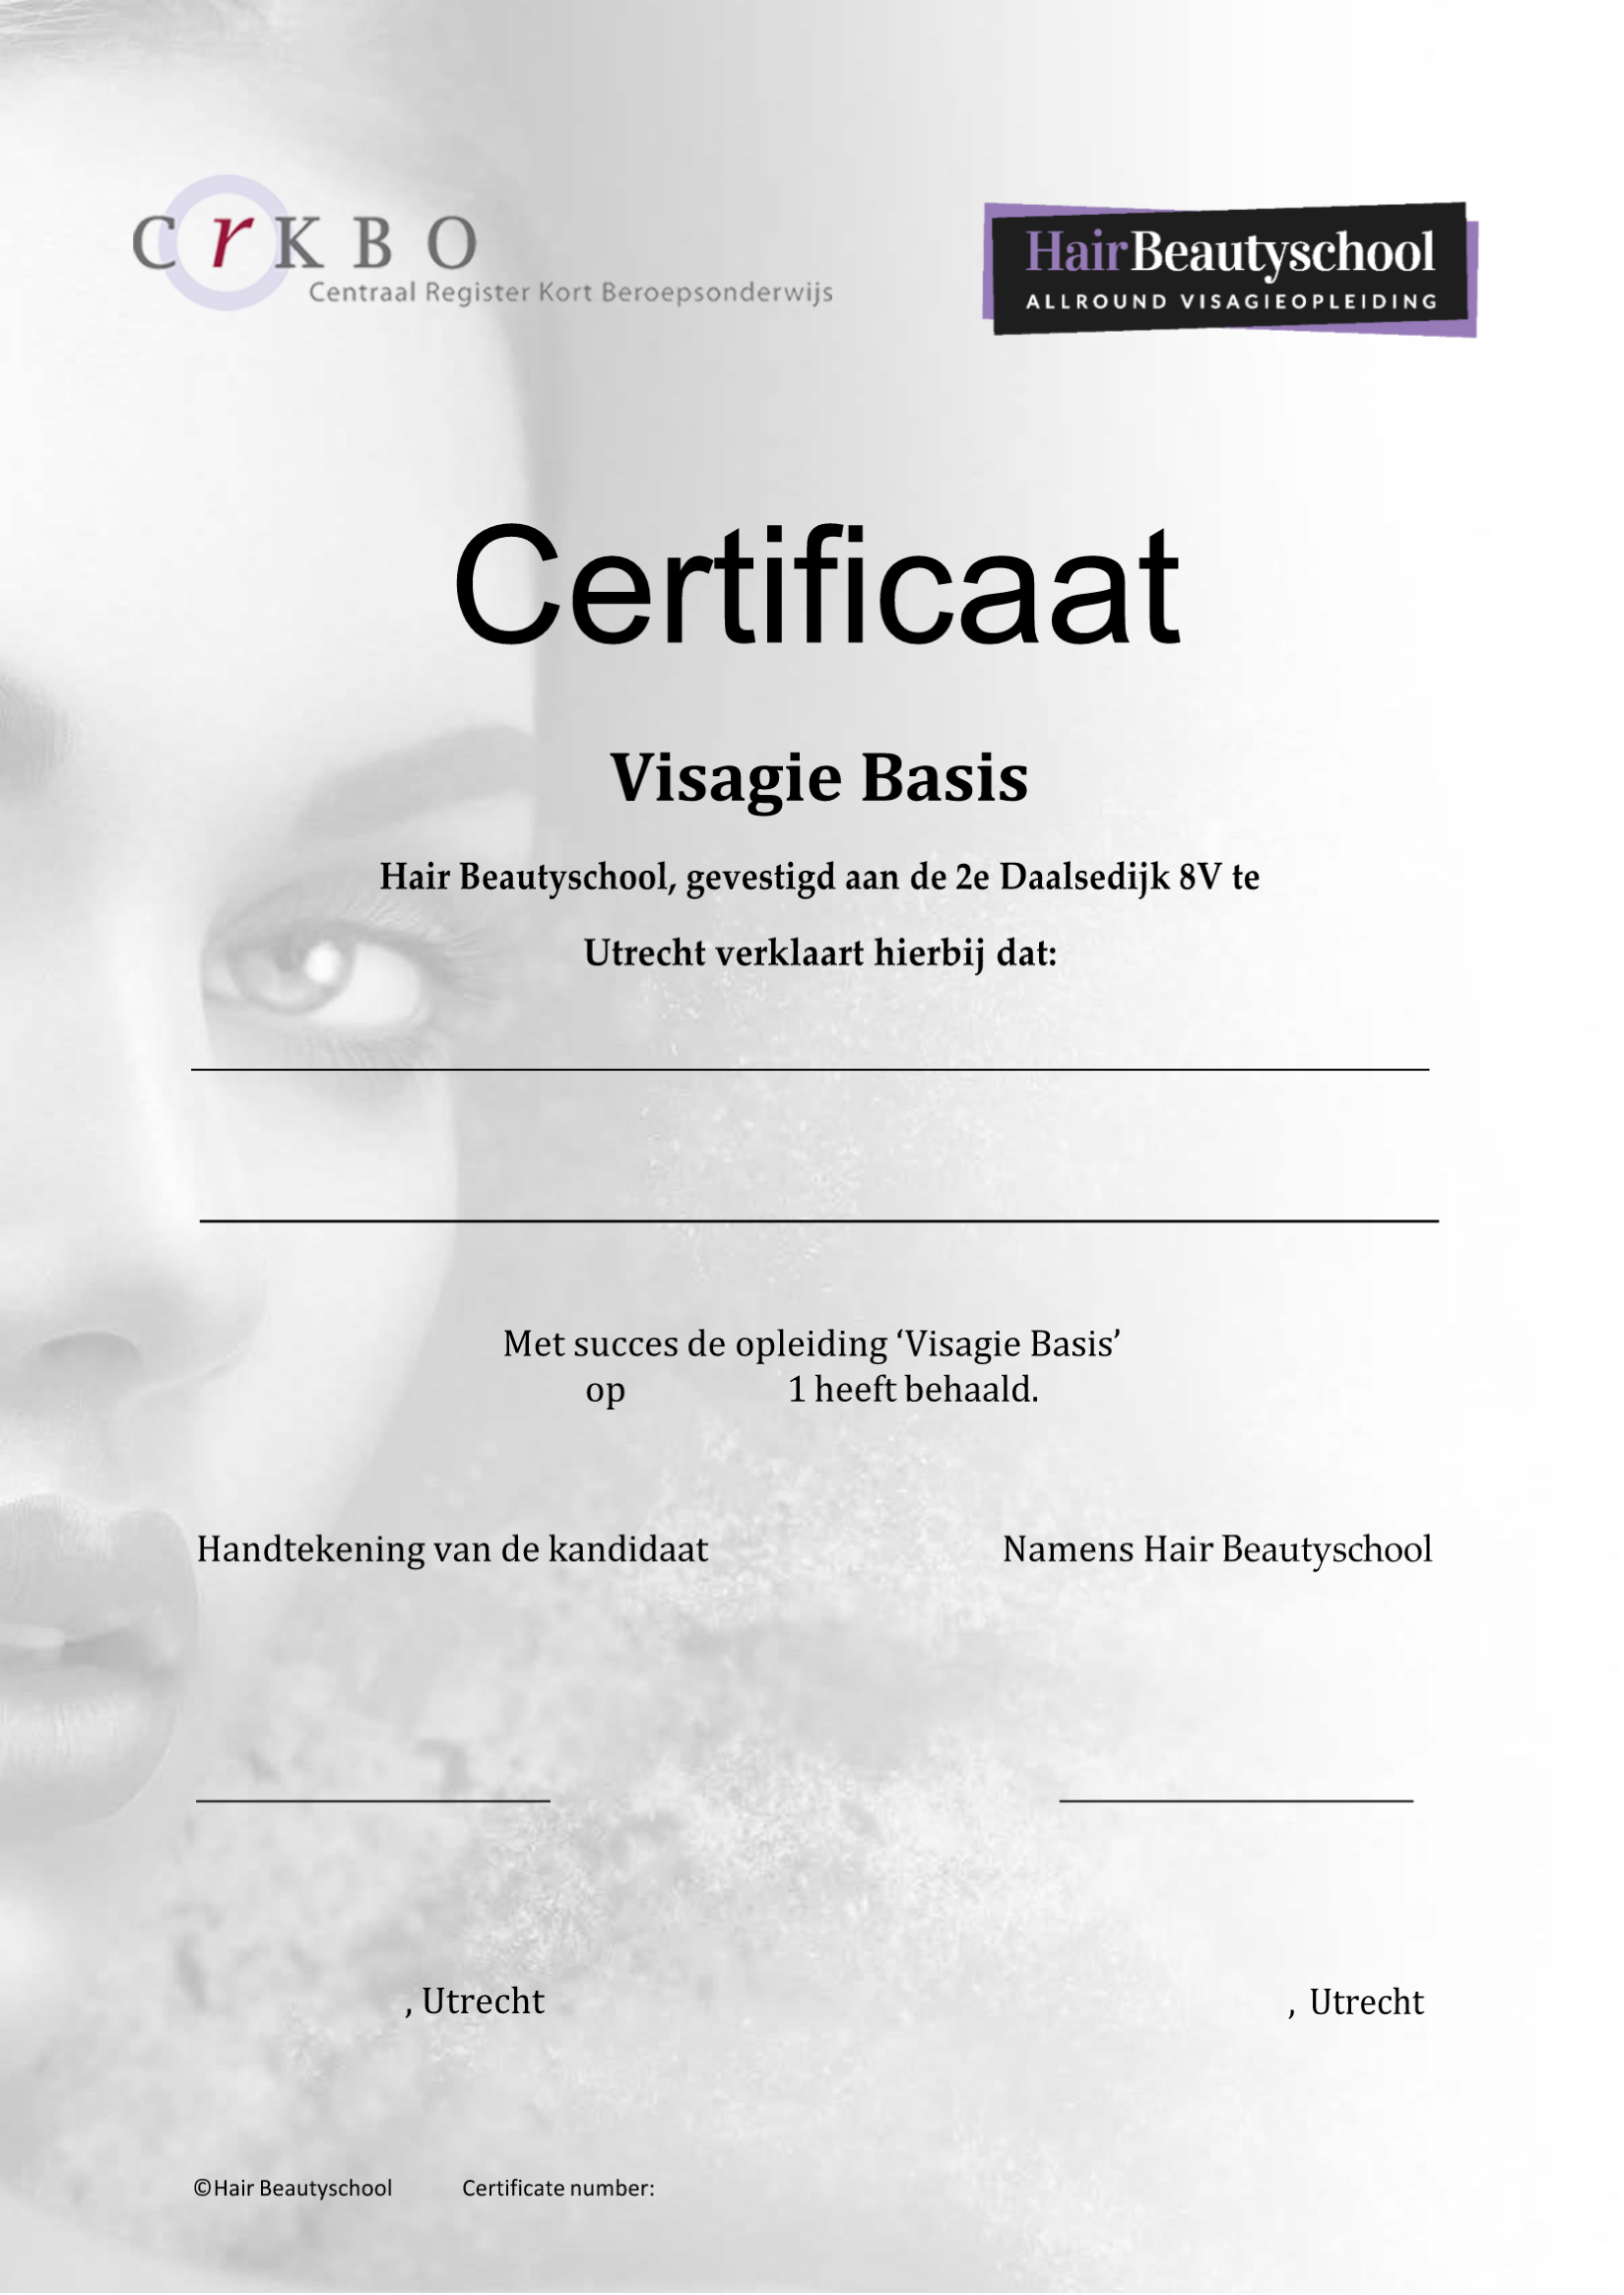 CrKBO
Centraal Register Kort Beroepsonderwijs
HairBeautyschool
ALLROUND VISAGIEOPLEIDING
Certificaat
Visagie Basis
Hair Beautyschool, gevestigd aan de 2e Daalsedijk 8V te
Utrecht verklaart hierbij dat:
Met succes de opleiding ‘Visagie Basis’
op 1 heeft behaald.
Handtekening van de kandidaat
Namens Hair Beautyschool
, Utrecht
, Utrecht
©Hair Beautyschool Certificate number: